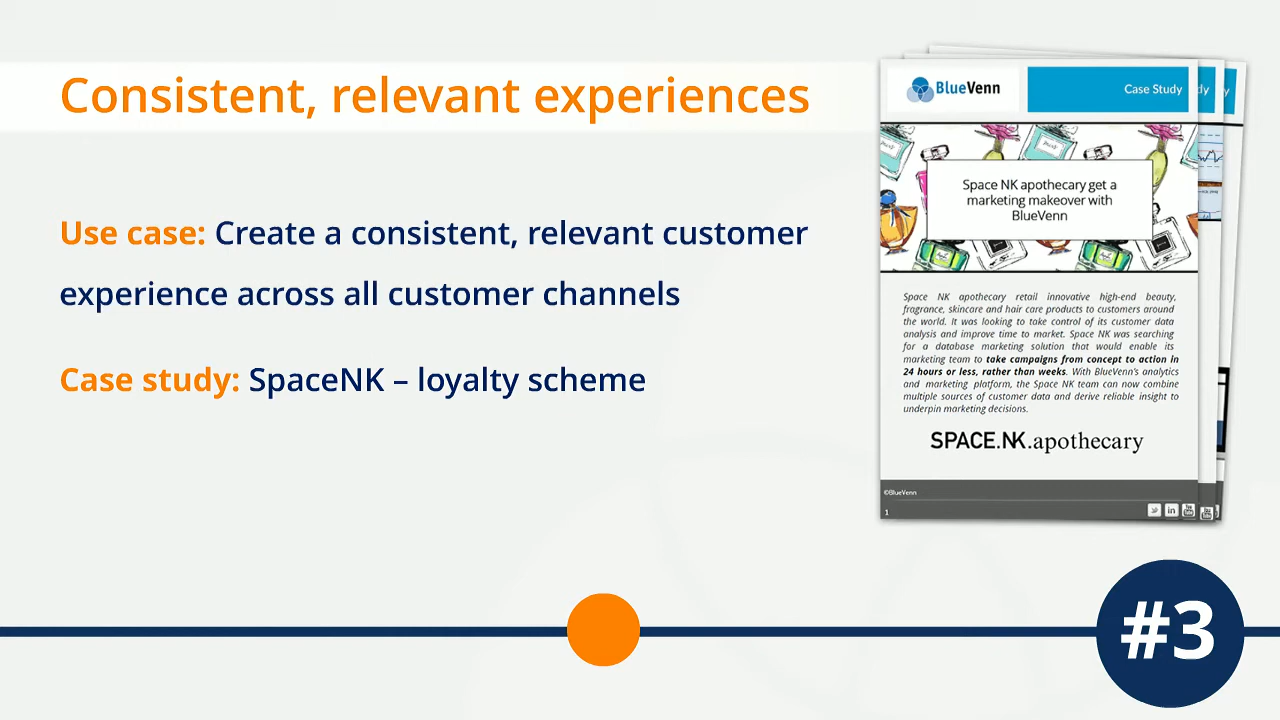 Consistent, relevant experiences
Use case: Create a consistent, relevant customer
experience across all customer channels
Case study: SpaceNK – loyalty scheme
BlueVenn
Case Study
dy
y
Space NK apothecary get a
marketing makeover with
BlueVenn
Space NK apothecary retail innovative high-end beauty,
fragrance, skincare and hair care products to customers around
the world. It was looking to take control of its customer data
analysis and improve time to market. Space NK was searching
for a database marketing solution that would enable its
marketing team to take campaigns from concept to action in
24 hours or less, rather than weeks. With BlueVenn's analytics
and marketing platform, the Space NK team can now combine
multiple sources of customer data and derive reliable insight to
underpin marketing decisions.
SPACE.NK.apothecary
©BlueVenn
1
#3